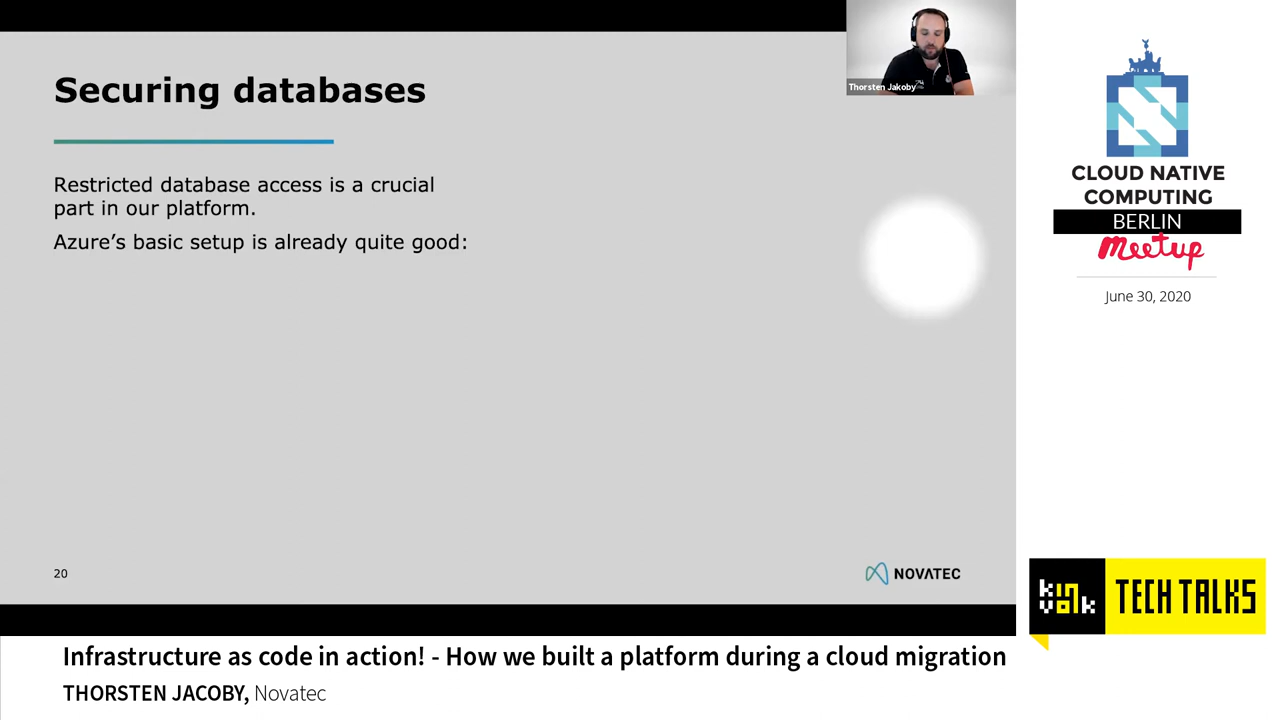 Securing databases
Restricted database access is a crucial
part in our platform.
Azure’s basic setup is already quite good:
20
NOVATEC
Thorsten Jakoby
CLOUD NATIVE
COMPUTING
BERLIN
Meetup
June 30, 2020
kinvolk
TECH TALKS
Infrastructure as code in action! - How we built a platform during a cloud migration
THORSTEN JACOBY, Novatec